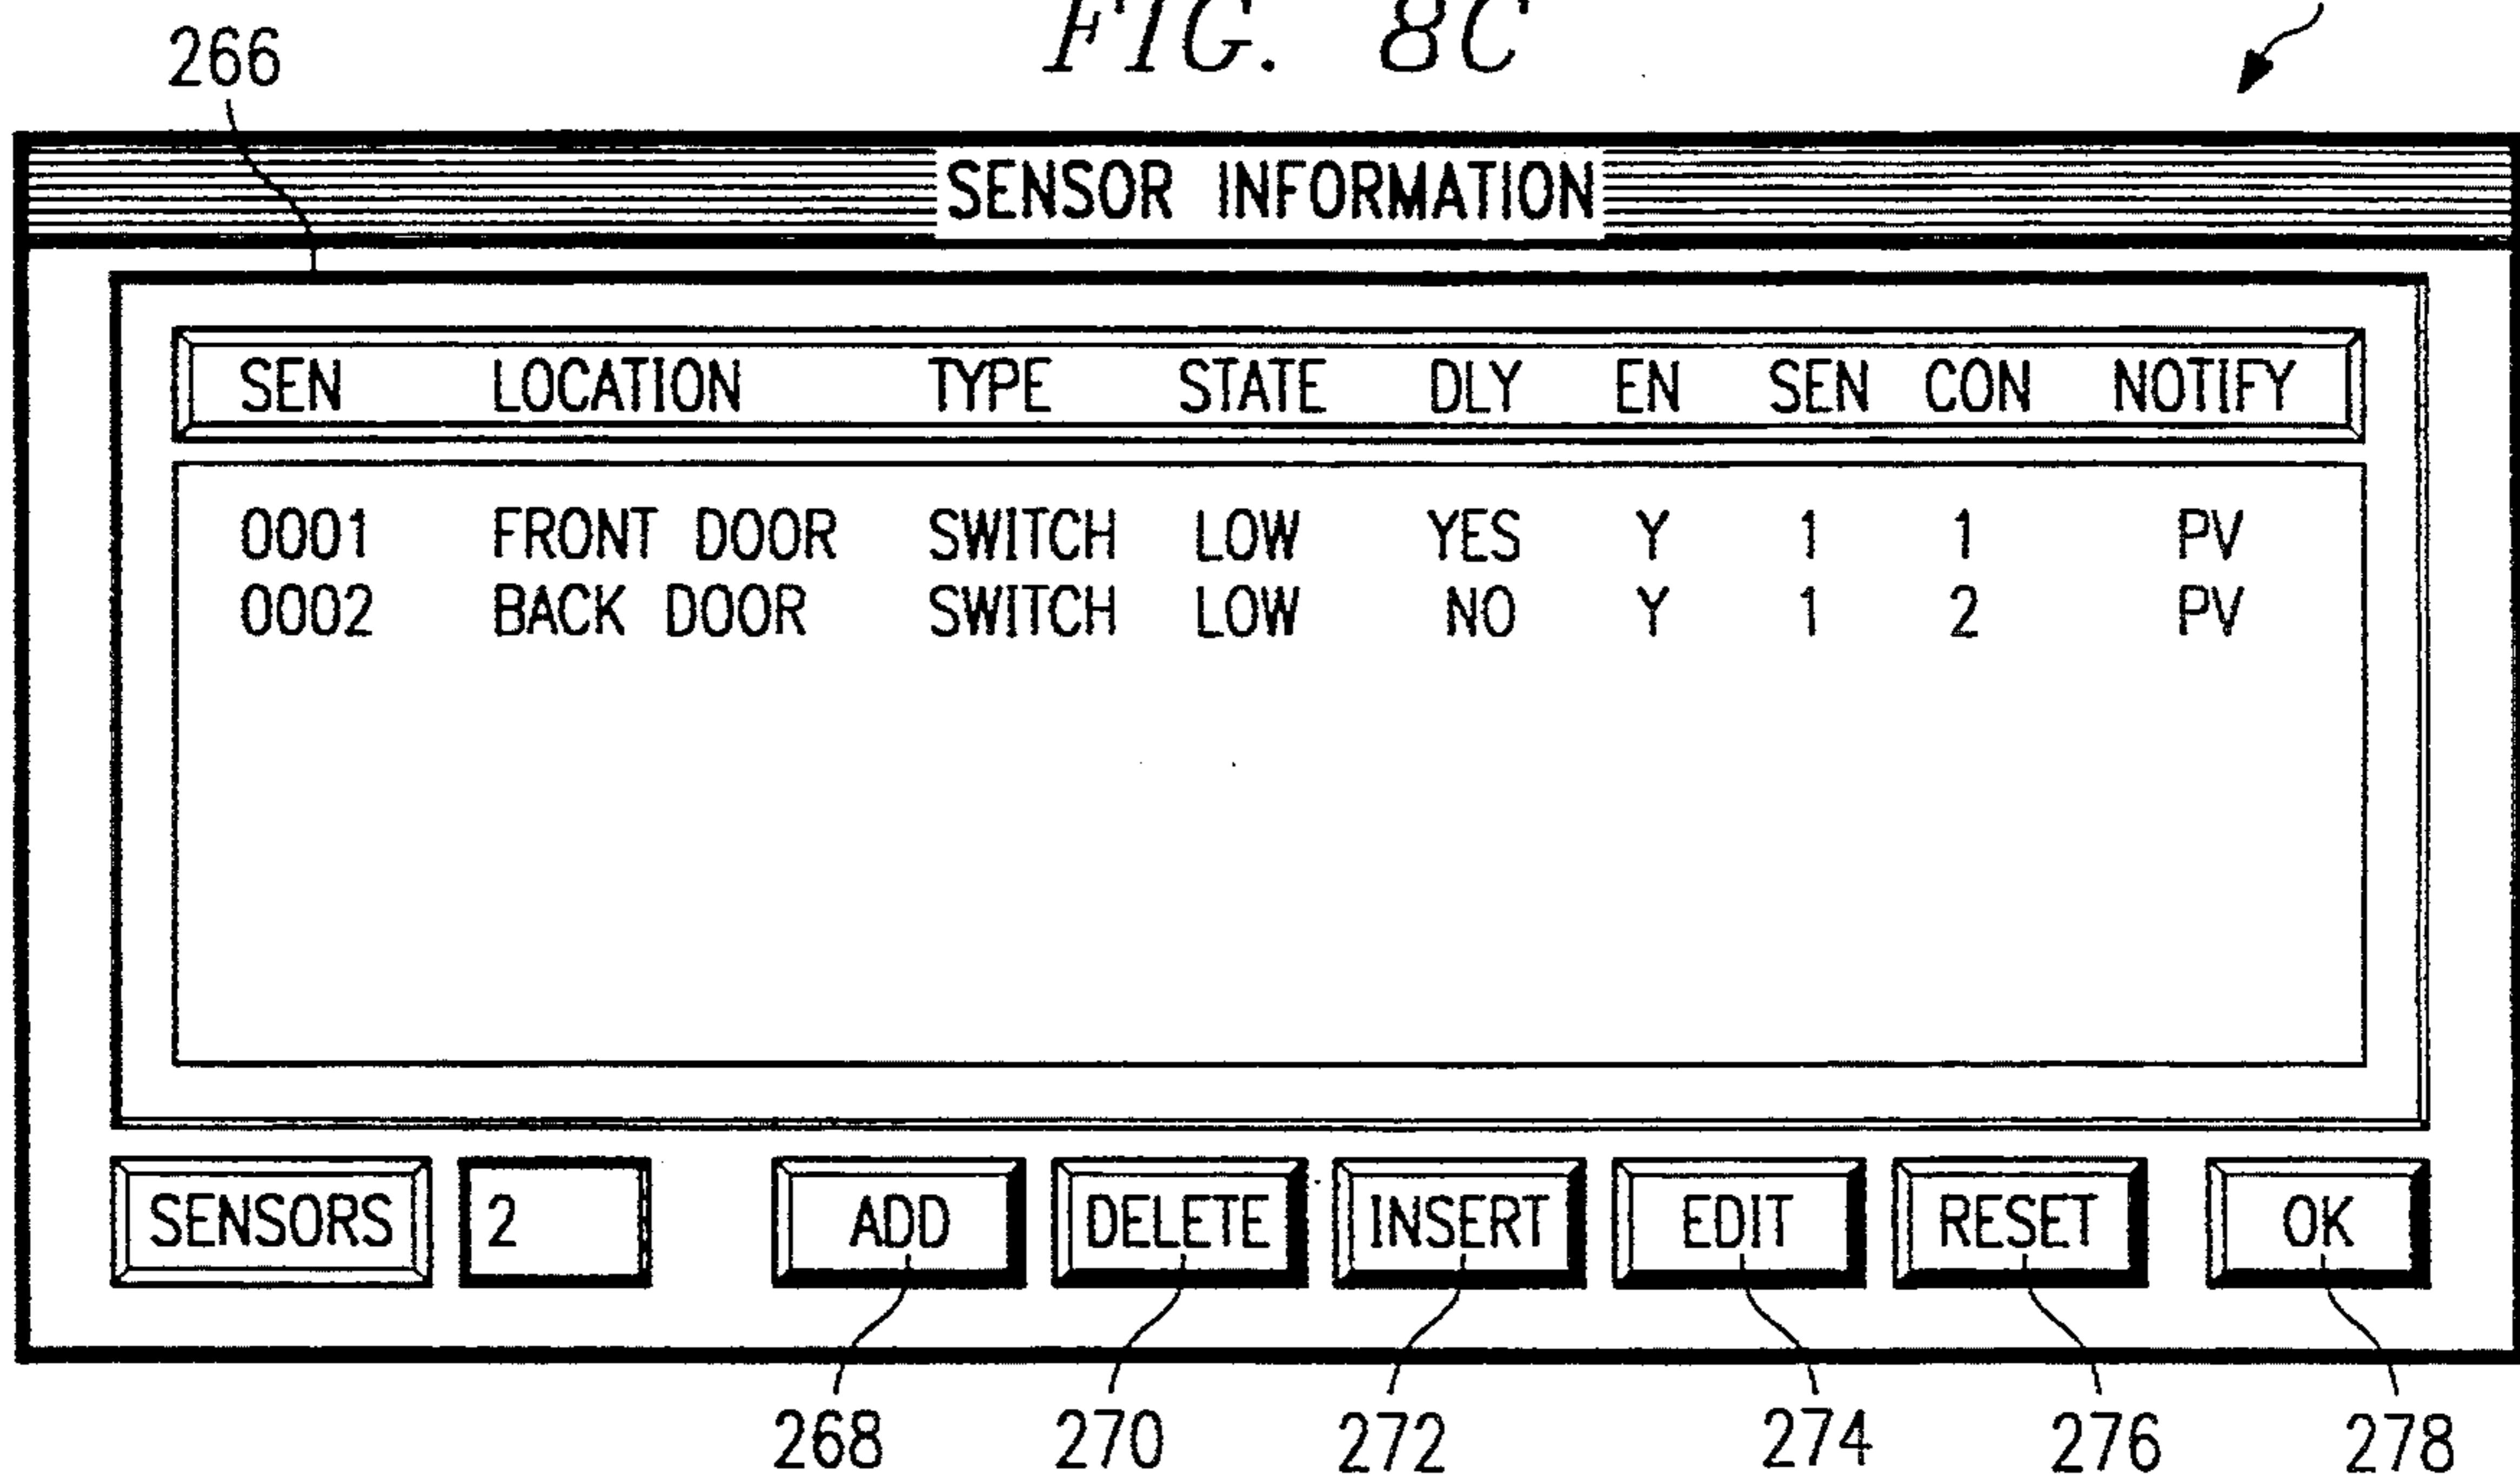 FIG. 8C
266
SENSOR INFORMATION
SEN LOCATION TYPE STATE DLY EN SEN CON NOTIFY
0001 FRONT DOOR SWITCH LOW YES Y 1 1 PV
0002 BACK DOOR SWITCH LOW NO Y 1 2 PV
SENSORS 2 ADD DELETE INSERT EDIT RESET OK
268 270 272 274 276 278